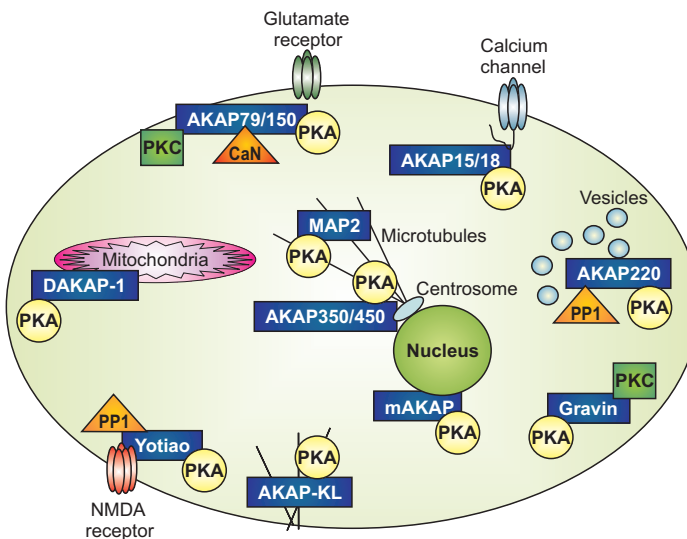 Glutamate
receptor
Calcium
channel
AKAP79/150
PKA
PKC
CaN
AKAP15/18
PKA
Vesicles
MAP2
Microtubules
PKA
Mitochondria
DAKAP-1
PKA
PKA
Centrosome
AKAP350/450
AKAP220
PP1
PKA
Nucleus
mAKAP
PKA
PKC
Gravin
PKA
PP1
Yotiao
PKA
NMDA
receptor
PKA
AKAP-KL